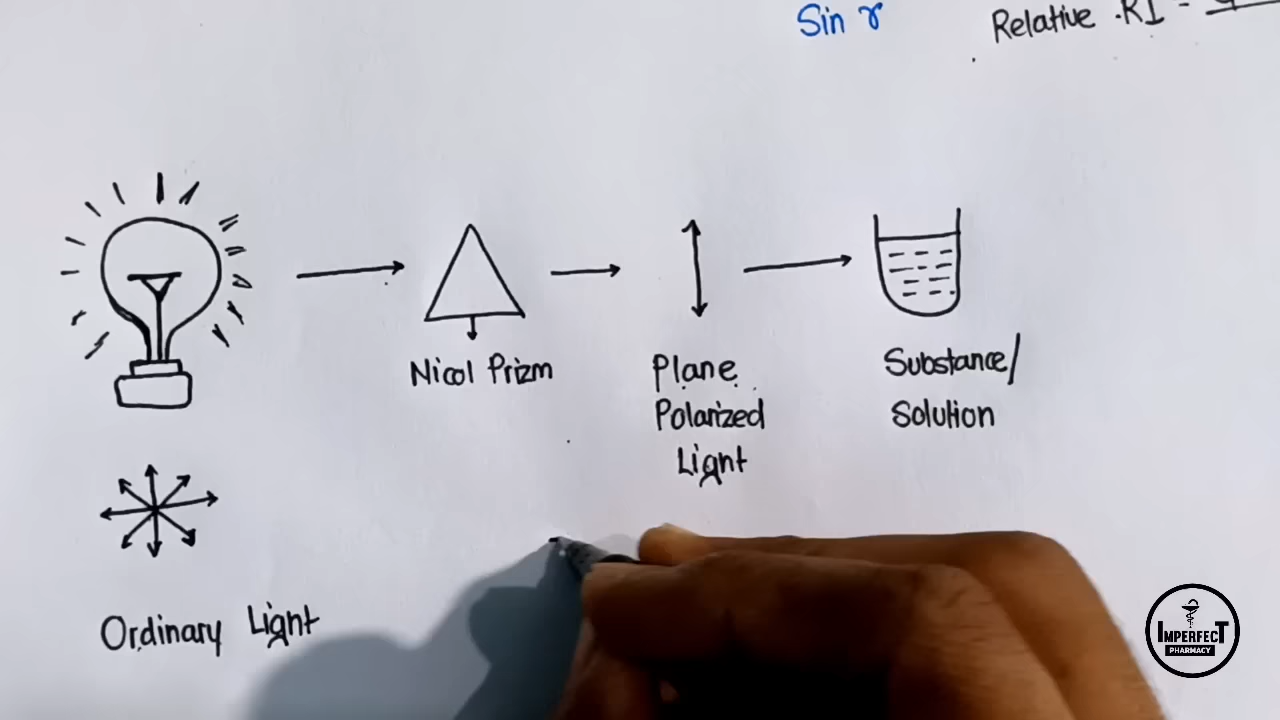 Sin r
Relative .RI -
Nicol Prizm
Plane
Polarized
Light
Substance/
Solution
Ordinary Light
IMPERFECT
PHARMACY